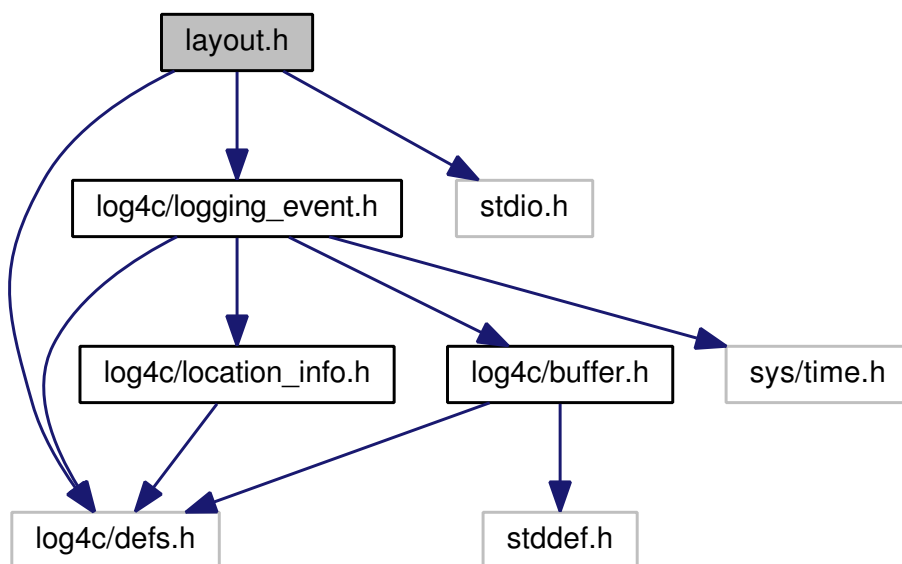 layout.h
log4c/logging_event.h
stdio.h
log4c/location_info.h
log4c/buffer.h
sys/time.h
log4c/defs.h
stddef.h